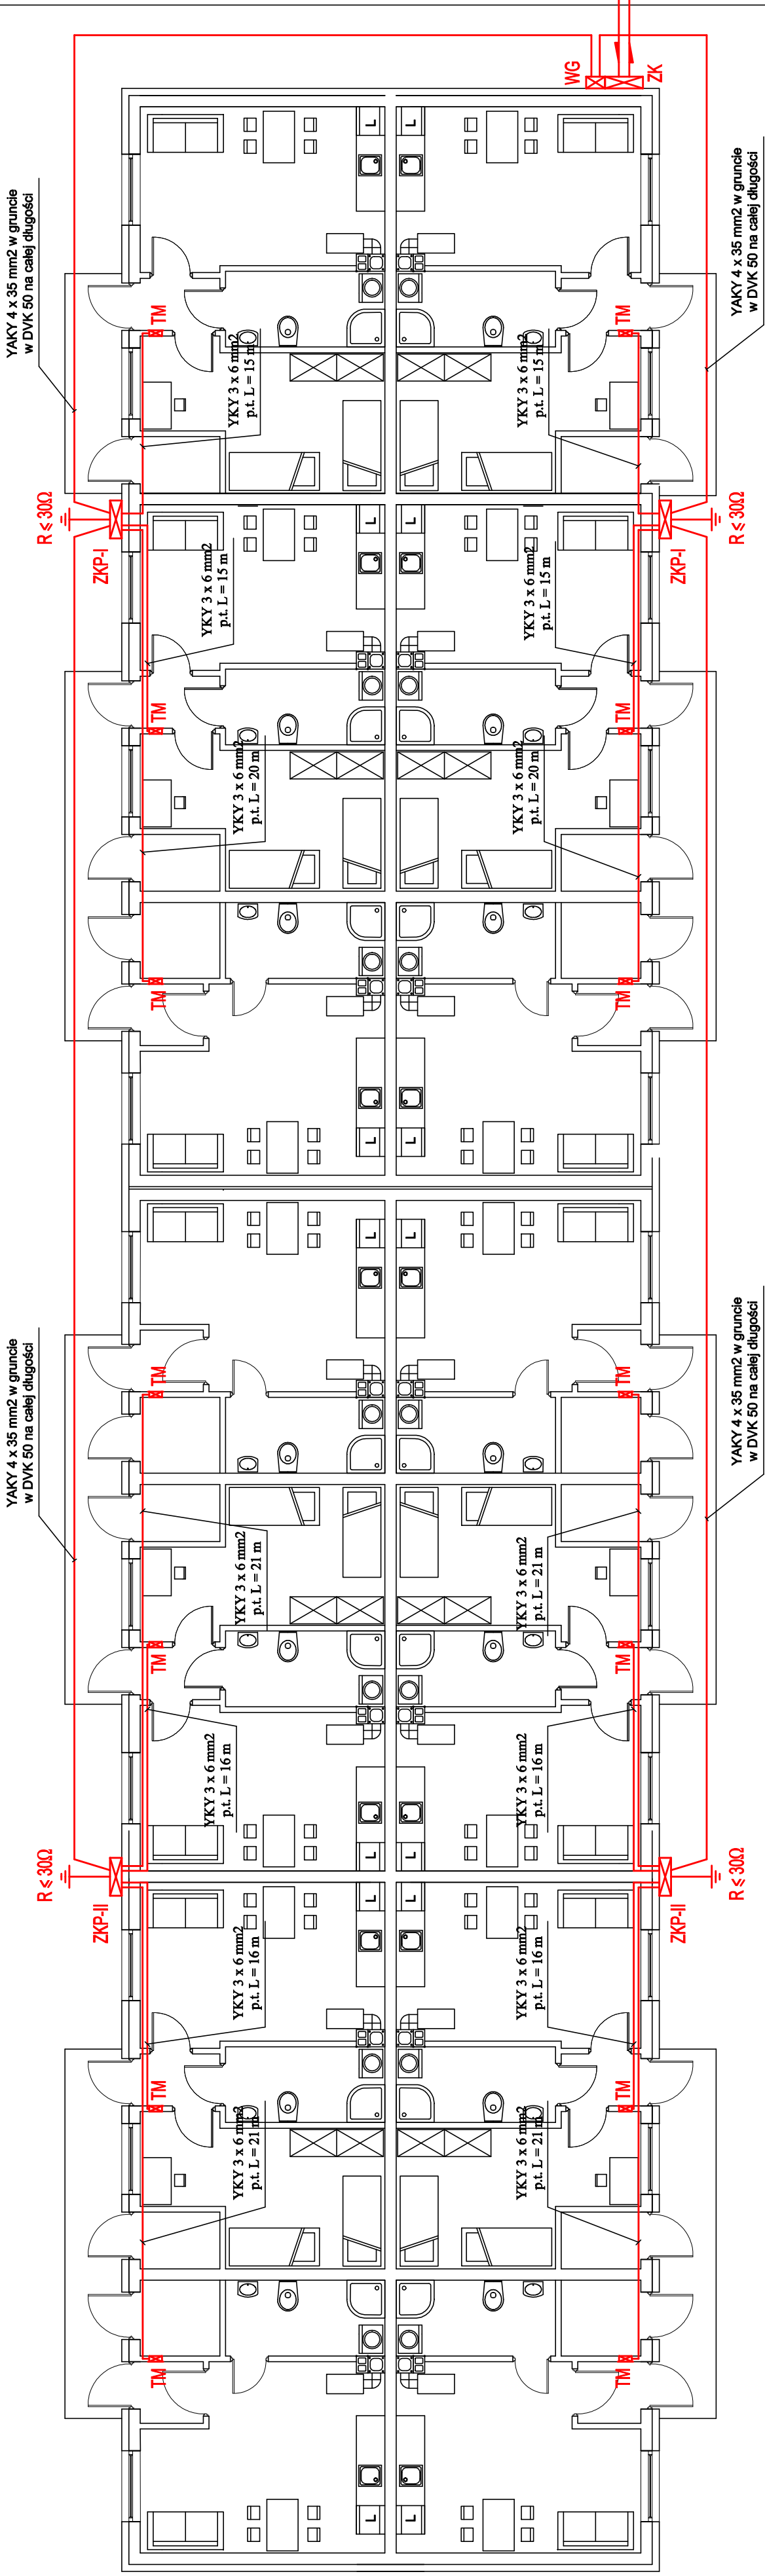 WG
ZK
YAKY 4 x 35 mm2 w gruncie
w DVK 50 na całej długości
YAKY 4 x 35 mm2 w gruncie
w DVK 50 na całej długości
L
L
TM
TM
YKY 3 x 6 mm2
p.t. L = 15 m
YKY 3 x 6 mm2
p.t. L = 15 m
R ≤ 30Ω
ZKP-I
R ≤ 30Ω
ZKP-I
L
L
YKY 3 x 6 mm2
p.t. L = 15 m
YKY 3 x 6 mm2
p.t. L = 15 m
TM
TM
YKY 3 x 6 mm2
p.t. L = 20 m
YKY 3 x 6 mm2
p.t. L = 20 m
TM
TM
L
L
L
L
YAKY 4 x 35 mm2 w gruncie
w DVK 50 na całej długości
YAKY 4 x 35 mm2 w gruncie
w DVK 50 na całej długości
TM
TM
YKY 3 x 6 mm2
p.t. L = 21 m
YKY 3 x 6 mm2
p.t. L = 21 m
TM
TM
YKY 3 x 6 mm2
p.t. L = 16 m
YKY 3 x 6 mm2
p.t. L = 16 m
L
L
R ≤ 30Ω
ZKP-II
R ≤ 30Ω
ZKP-II
L
L
YKY 3 x 6 mm2
p.t. L = 16 m
YKY 3 x 6 mm2
p.t. L = 16 m
TM
TM
YKY 3 x 6 mm2
p.t. L = 21 m
YKY 3 x 6 mm2
p.t. L = 21 m
TM
TM
L
L